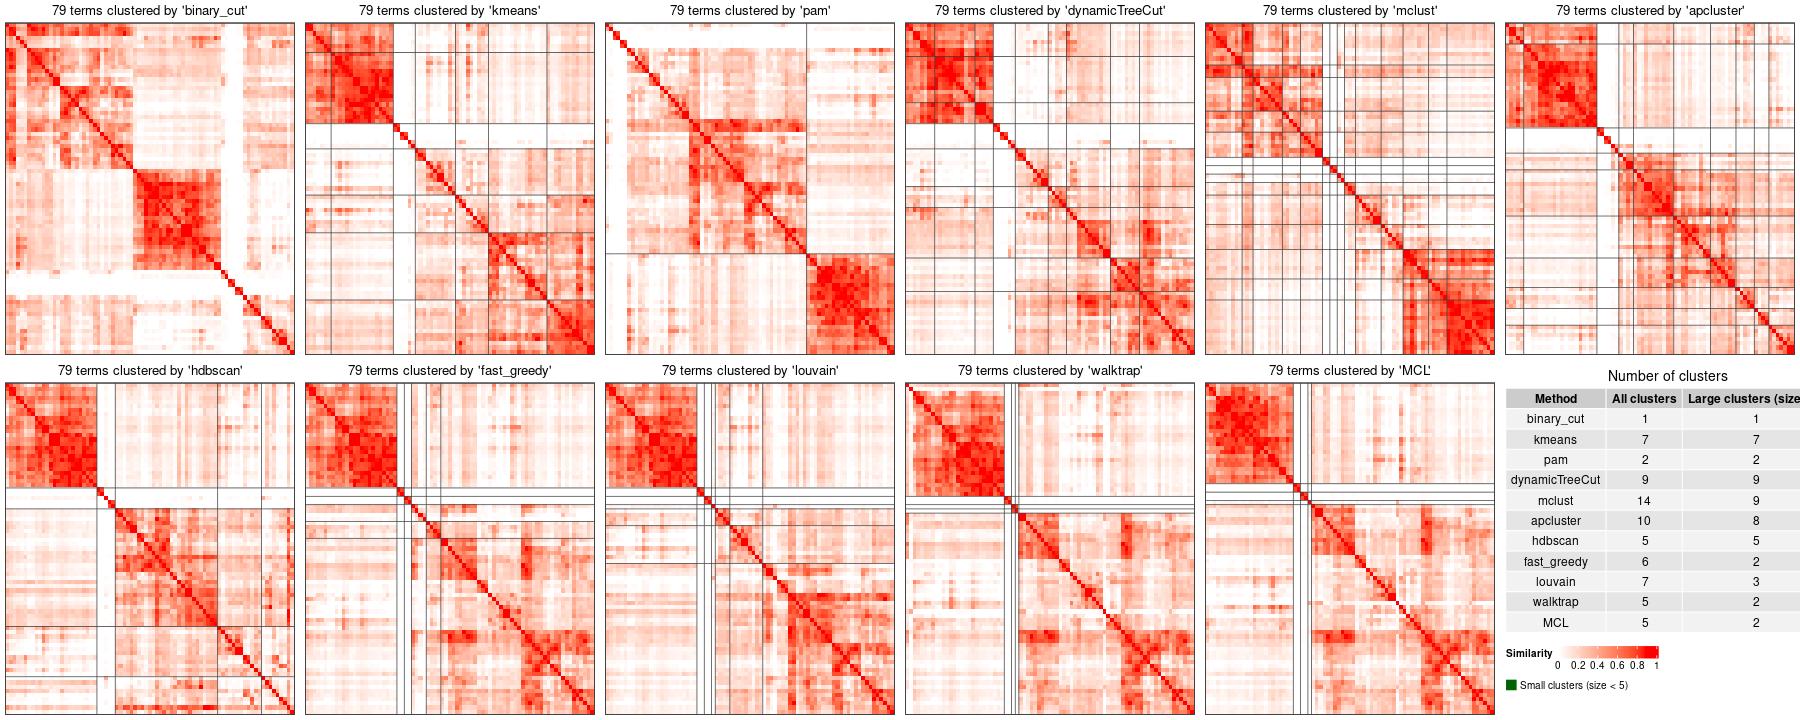 79 terms clustered by 'binary_cut'
79 terms clustered by 'kmeans'
79 terms clustered by 'pam'
79 terms clustered by 'dynamicTreeCut'
79 terms clustered by 'mclust'
79 terms clustered by 'apcluster'
79 terms clustered by 'hdbscan'
79 terms clustered by 'fast_greedy'
79 terms clustered by 'louvain'
79 terms clustered by 'walktrap'
79 terms clustered by 'MCL'
Number of clusters
Method All clusters Large clusters (size
binary_cut 1 1
kmeans 7 7
pam 2 2
dynamicTreeCut 9 9
mclust 14 9
apcluster 10 8
hdbscan 5 5
fast_greedy 6 2
louvain 7 3
walktrap 5 2
MCL 5 2
Similarity
0 0.2 0.4 0.6 0.8 1
Small clusters (size < 5)